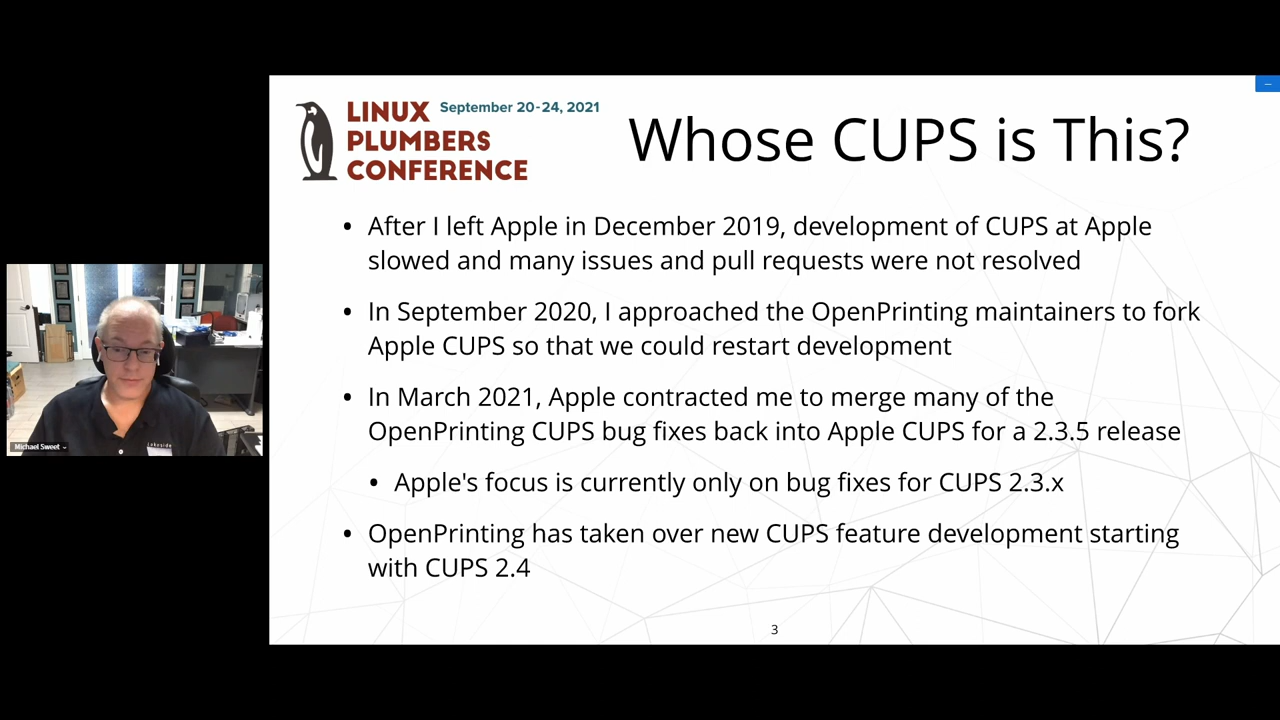 LINUX
September 20-24, 2021
PLUMBERS
CONFERENCE
Whose CUPS is This?
• After I left Apple in December 2019, development of CUPS at Apple
slowed and many issues and pull requests were not resolved
• In September 2020, I approached the OpenPrinting maintainers to fork
Apple CUPS so that we could restart development
• In March 2021, Apple contracted me to merge many of the
OpenPrinting CUPS bug fixes back into Apple CUPS for a 2.3.5 release
• Apple's focus is currently only on bug fixes for CUPS 2.3.x
• OpenPrinting has taken over new CUPS feature development starting
with CUPS 2.4
3
Michael Sweet
Lakeside